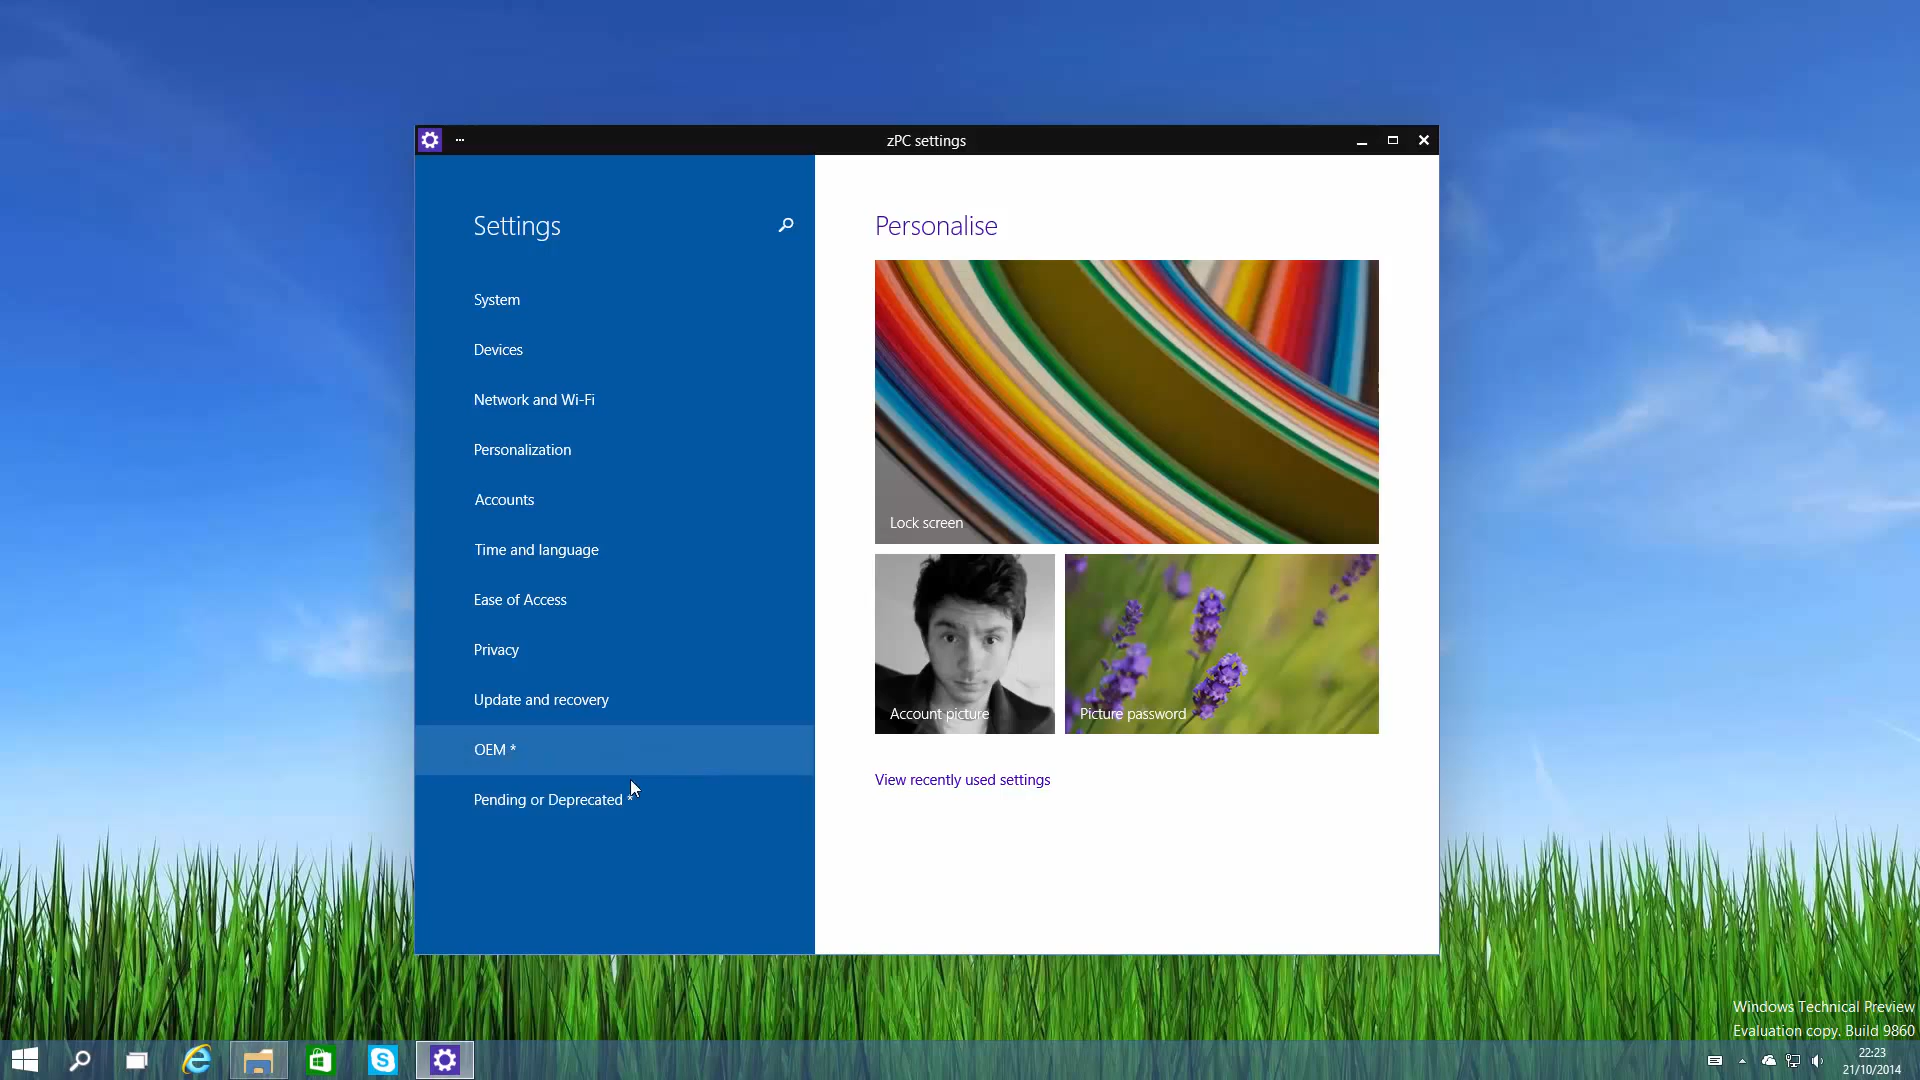 zPC settings
Settings
System
Devices
Network and Wi-Fi
Personalization
Accounts
Time and language
Ease of Access
Privacy
Update and recovery
OEM *
Pending or Deprecated *
Personalise
Lock screen
Account picture
Picture password
View recently used settings
Windows Technical Preview
Evaluation copy. Build 9860
22:23
21/10/2014